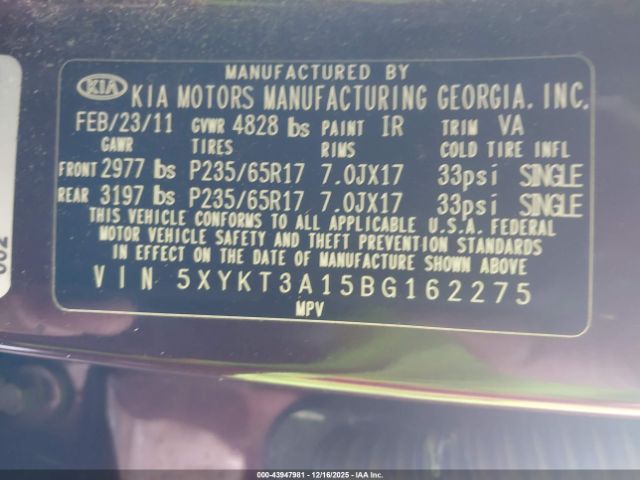 MANUFACTURED BY
KIA KIA MOTORS MANUFACTURING GEORGIA, INC.
FEB/23/11 GVWR 4828 lbs PAINT IR TRIM VA
GAWR TIRES RIMS COLD TIRE INFL
FRONT 2977 lbs P235/65R17 7.0JX17 33psi SINGLE
REAR 3197 lbs P235/65R17 7.0JX17 33psi SINGLE
THIS VEHICLE CONFORMS TO ALL APPLICABLE U.S.A. FEDERAL
MOTOR VEHICLE SAFETY AND THEFT PREVENTION STANDARDS
IN EFFECT ON THE DATE OF MANUFACTURE SHOWN ABOVE
VIN 5XYKT3A15BG162275
MPV
000-43947981 - 12/16/2025 - IAA Inc.